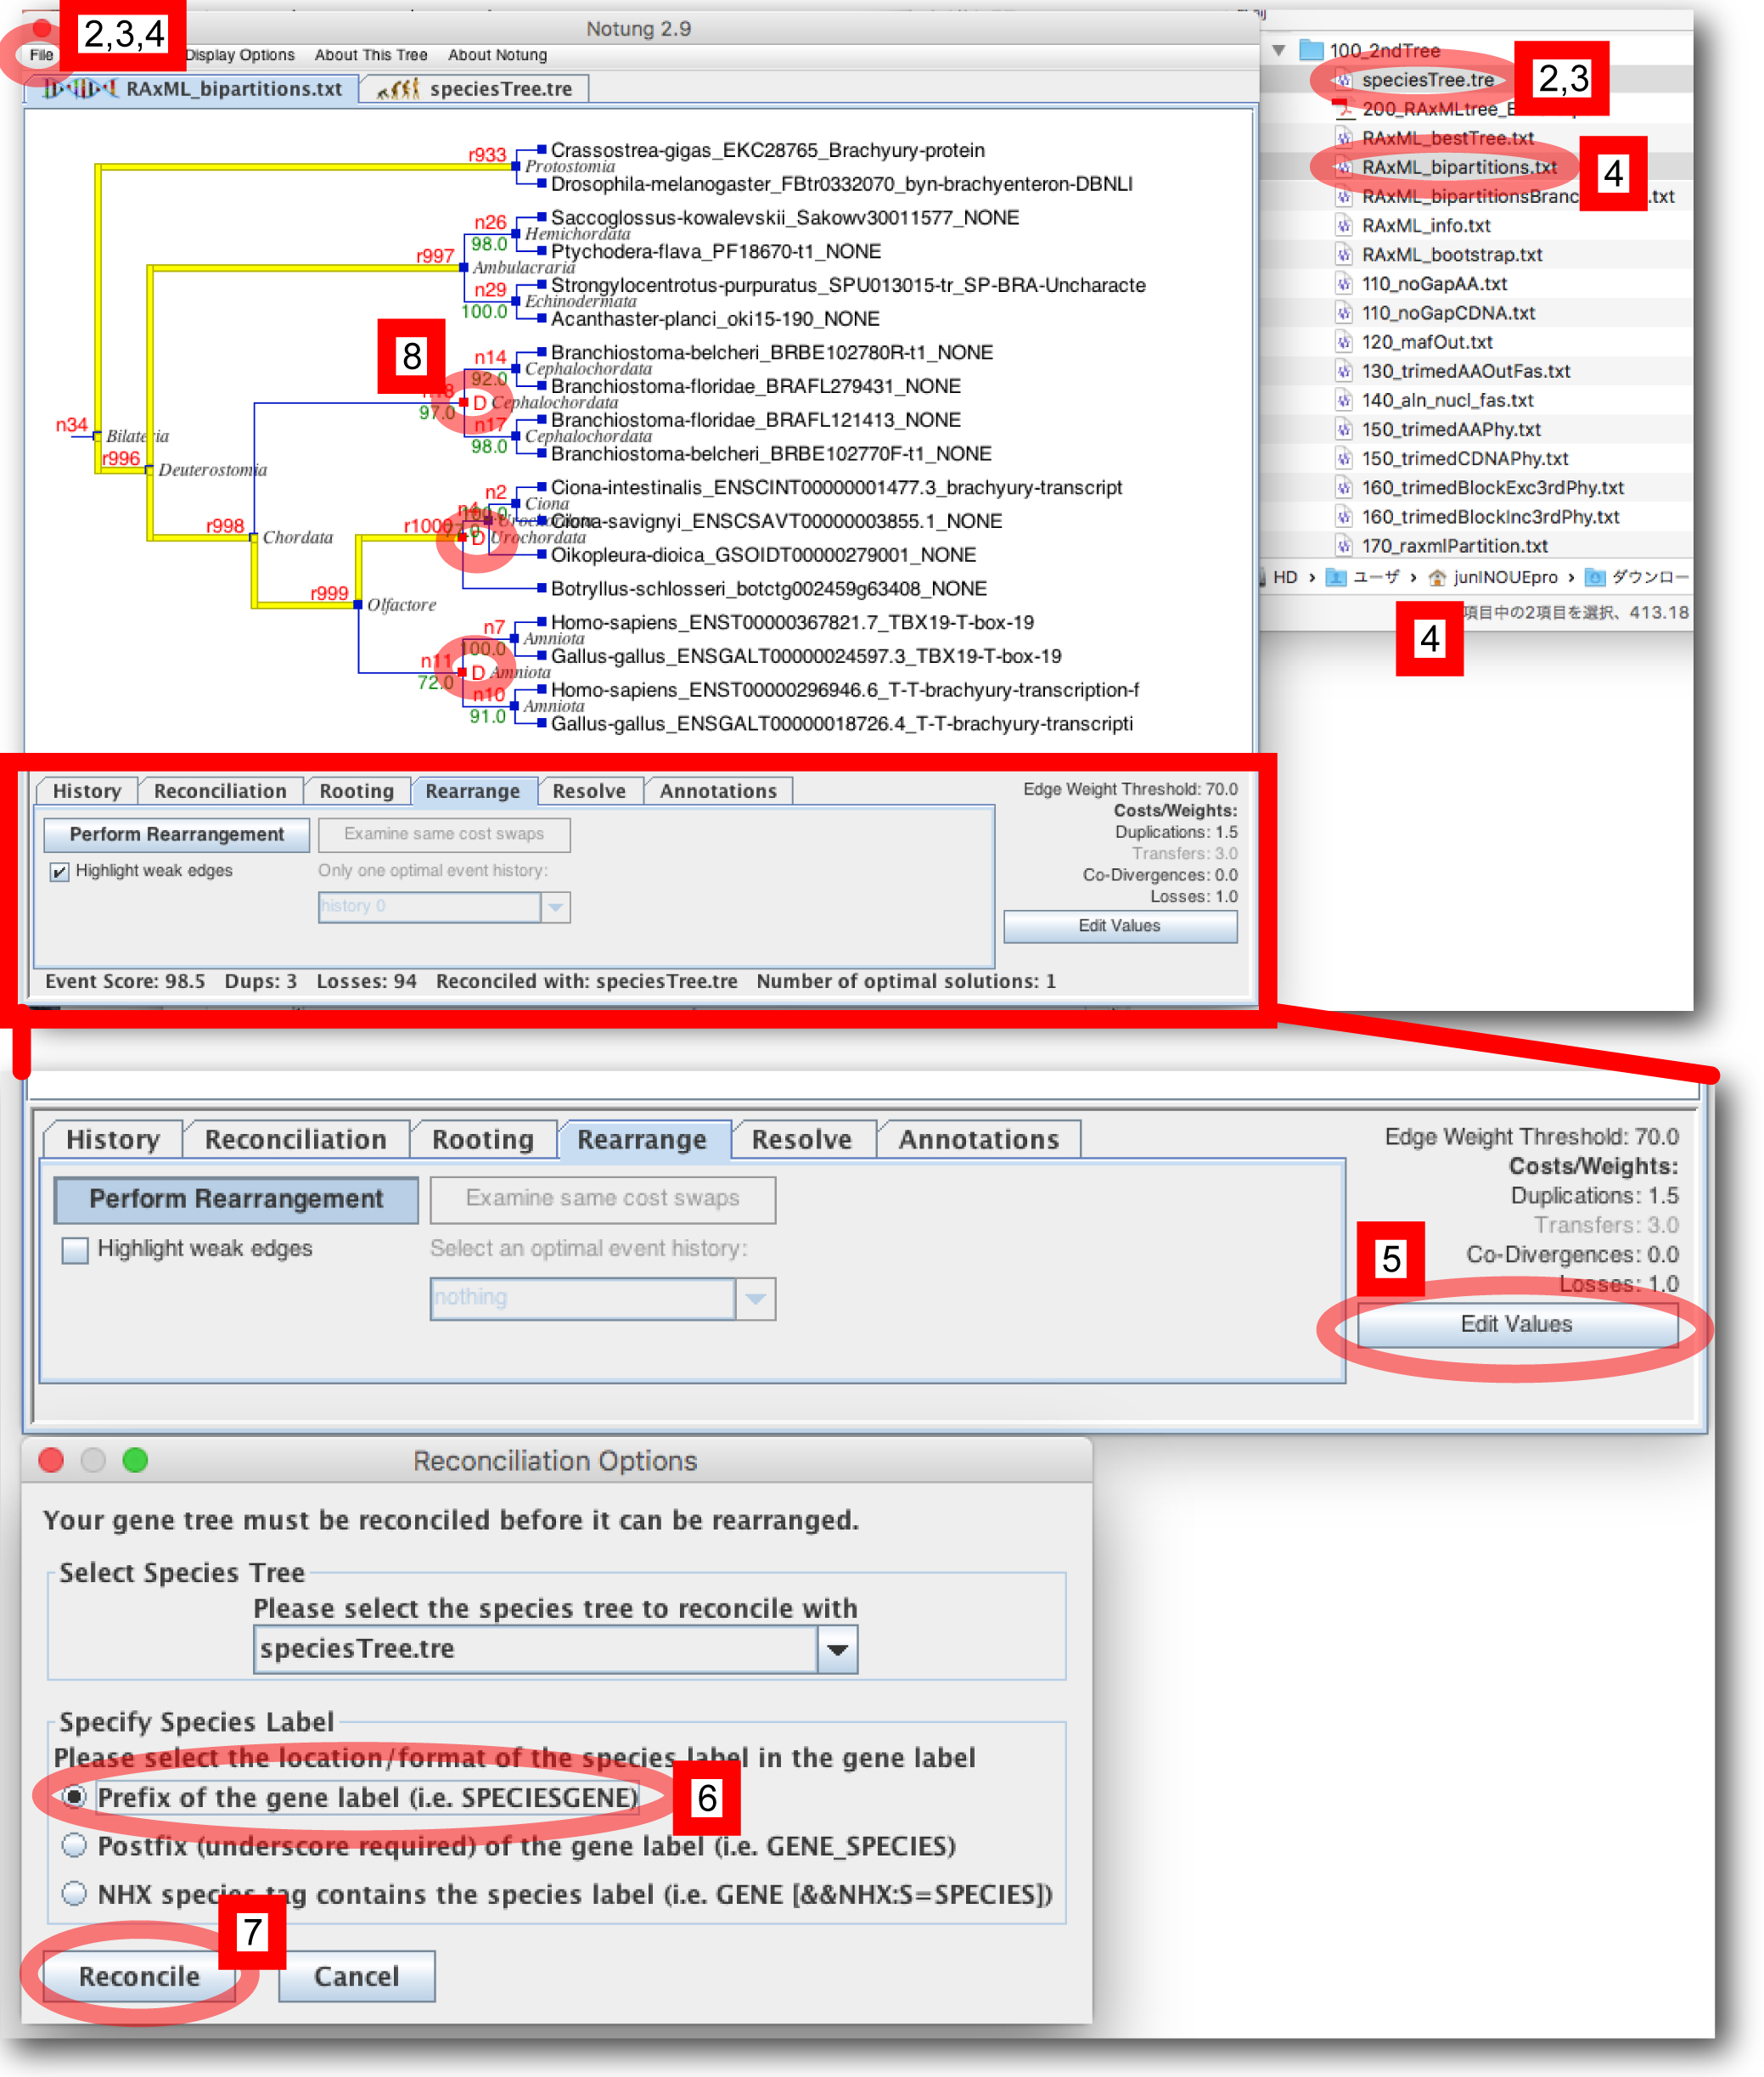 2,3,4
Notung 2.9
File
Display Options
About This Tree
About Notung
RAxML_bipartitions.txt
speciesTree.tre
r933
Crassostrea-gigas_EKC28765_Brachyury-protein
Protostomia
Drosophila-melanogaster_FBtr0332070_byn-brachyenteron-DBNLI
n26
Saccoglossus-kowalevskii_Sakowv30011577_NONE
Hemichordata
98.0
Ptychodera-flava_PF18670-t1_NONE
r997
Ambulacraria
n29
Strongylocentrotus-purpuratus_SPU013015-tr_SP-BRA-Uncharacte
Echinodermata
100.0
Acanthaster-planci_oki15-190_NONE
8
n14
Branchiostoma-belcheri_BRBE102780R-t1_NONE
Cephalochordata
92.0
Branchiostoma-floridae_BRAFL279431_NONE
D Cephalochordata
97.0
n17
Branchiostoma-floridae_BRAFL121413_NONE
Cephalochordata
98.0
Branchiostoma-belcheri_BRBE102770F-t1_NONE
n34
Bilateria
r996
Deuterostomia
n2
Ciona-intestinalis_ENSCINT00000001477.3_brachyury-transcript
Ciona
Ciona-savignyi_ENSCSAVT00000003855.1_NONE
r998
Chordata
r1000
D Urochordata
Oikopleura-dioica_GSOIDT00000279001_NONE
Botryllus-schlosseri_botctg002459g63408_NONE
r999
Olfactore
n7
Homo-sapiens_ENST00000367821.7_TBX19-T-box-19
Amniota
100.0
Gallus-gallus_ENSGALT00000024597.3_TBX19-T-box-19
n11
D Amniota
72.0
n10
Homo-sapiens_ENST00000296946.6_T-T-brachyury-transcription-f
Amniota
91.0
Gallus-gallus_ENSGALT00000018726.4_T-T-brachyury-transcripti
100_2ndTree
speciesTree.tre
2,3
200_RAxMLtree_E
RAxML_bestTree.txt
RAxML_bipartitions.txt
4
RAxML_bipartitionsBranc .txt
RAxML_info.txt
RAxML_bootstrap.txt
110_noGapAA.txt
110_noGapCDNA.txt
120_mafOut.txt
130_trimedAAOutFas.txt
140_aln_nucl_fas.txt
150_trimedAAPhy.txt
150_trimedCDNAPhy.txt
160_trimedBlockExc3rdPhy.txt
160_trimedBlockInc3rdPhy.txt
170_raxmlPartition.txt
HD › ユーザ › junINOUEpro › ダウンロー
4
項目中の2項目を選択、413.18
History
Reconciliation
Rooting
Rearrange
Resolve
Annotations
Perform Rearrangement
Examine same cost swaps
Highlight weak edges
Only one optimal event history:
history 0
Edge Weight Threshold: 70.0
Costs/Weights:
Duplications: 1.5
Transfers: 3.0
Co-Divergences: 0.0
Losses: 1.0
Edit Values
Event Score: 98.5 Dups: 3 Losses: 94 Reconciled with: speciesTree.tre Number of optimal solutions: 1
History
Reconciliation
Rooting
Rearrange
Resolve
Annotations
Perform Rearrangement
Examine same cost swaps
Highlight weak edges
Select an optimal event history:
nothing
Edge Weight Threshold: 70.0
Costs/Weights:
Duplications: 1.5
Transfers: 3.0
5
Co-Divergences: 0.0
Losses: 1.0
Edit Values
Reconciliation Options
Your gene tree must be reconciled before it can be rearranged.
Select Species Tree
Please select the species tree to reconcile with
speciesTree.tre
Specify Species Label
Please select the location/format of the species label in the gene label
Prefix of the gene label (i.e. SPECIESGENE)
6
Postfix (underscore required) of the gene label (i.e. GENE_SPECIES)
NHX species tag contains the species label (i.e. GENE [&&NHX:S=SPECIES])
7
Reconcile
Cancel